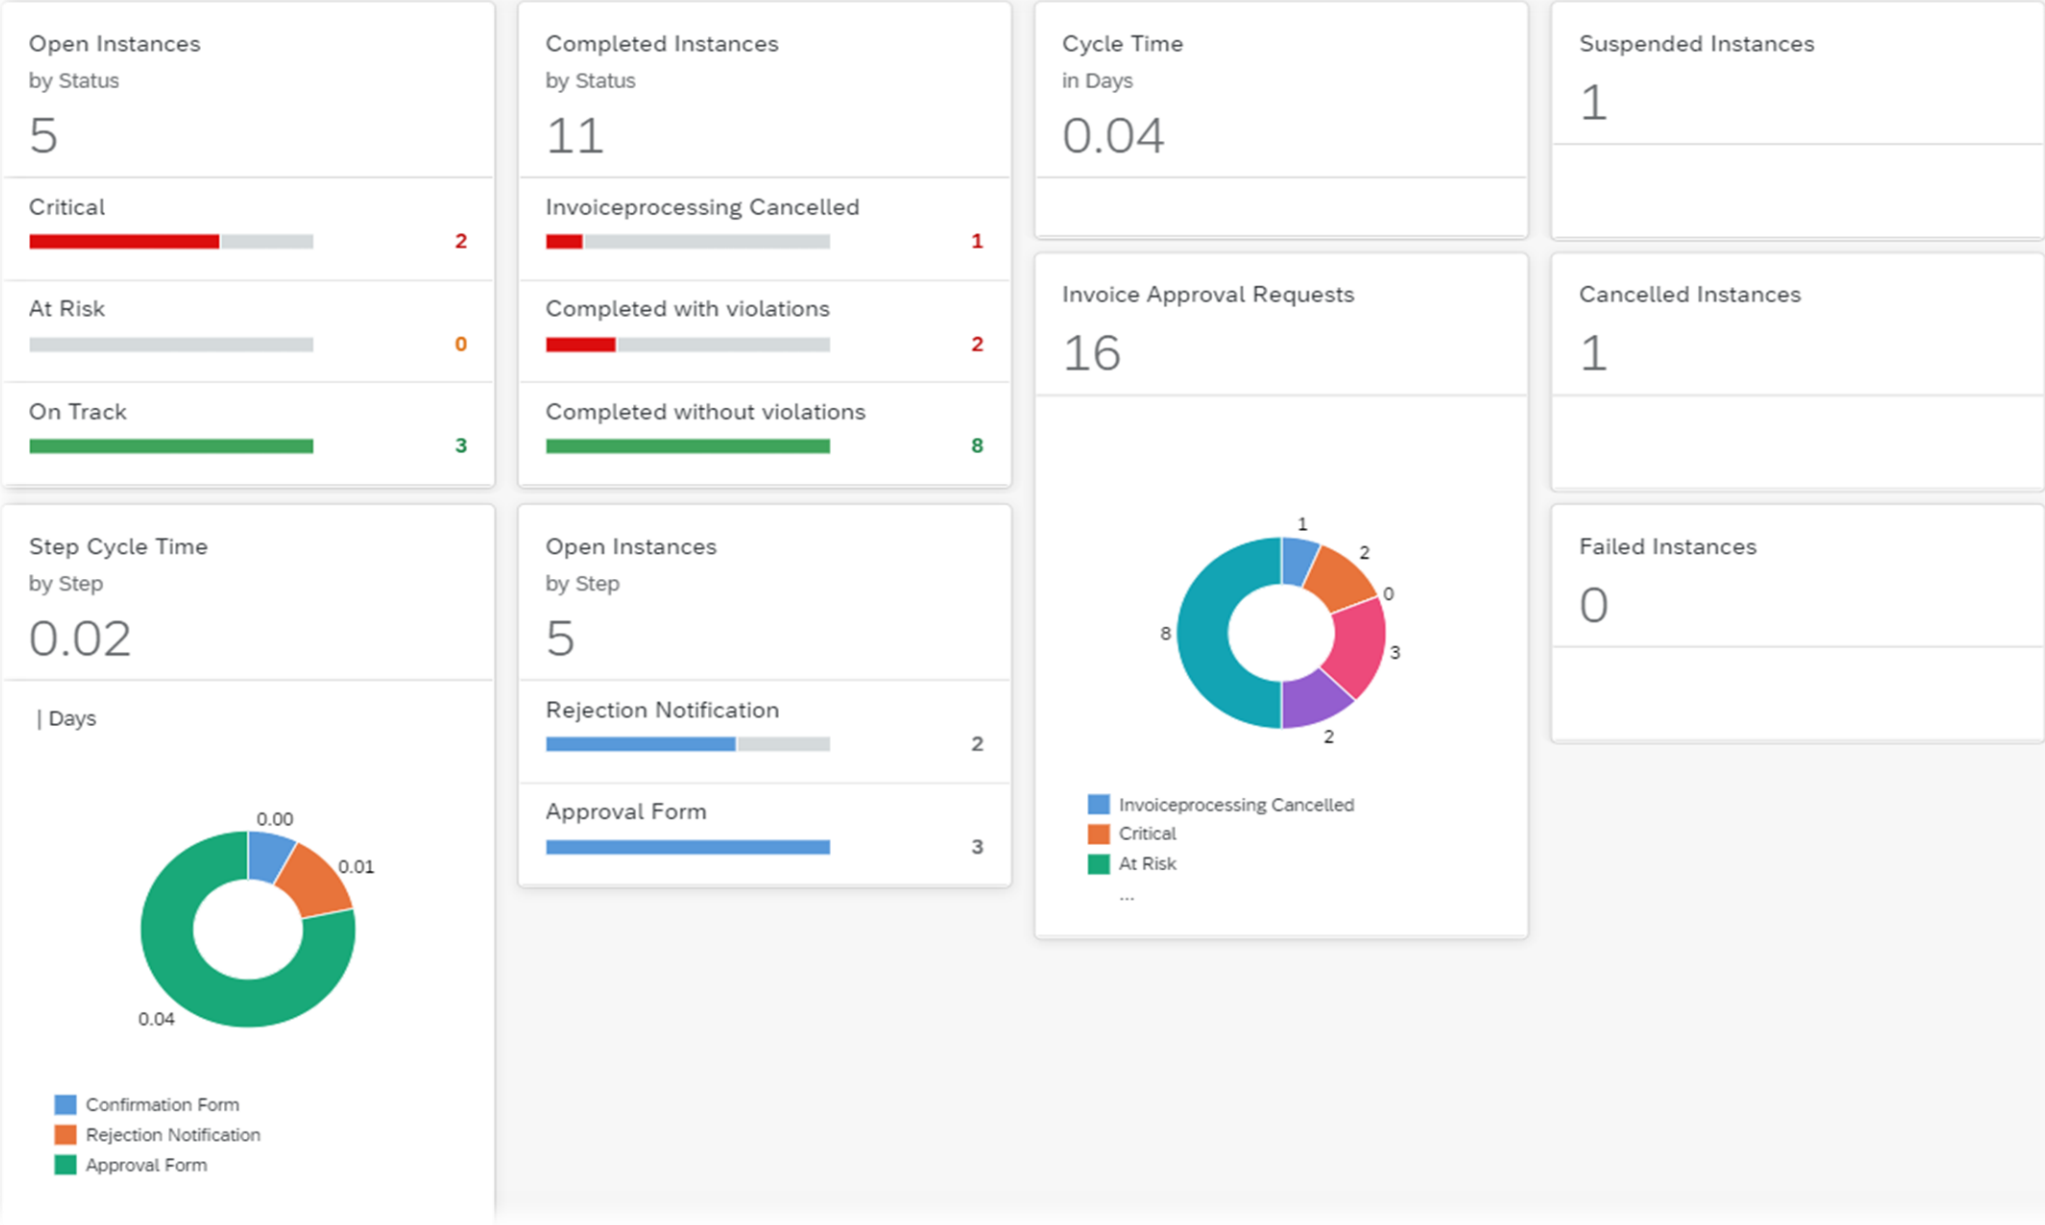 Open Instances
by Status
5
Critical
2
At Risk
0
On Track
3
Completed Instances
by Status
11
Invoiceprocessing Cancelled
1
Completed with violations
2
Completed without violations
8
Cycle Time
in Days
0.04
Suspended Instances
1
Invoice Approval Requests
16
1
2
0
3
2
8
Invoiceprocessing Cancelled
Critical
At Risk
...
Cancelled Instances
1
Step Cycle Time
by Step
0.02
| Days
0.00
0.01
0.04
Confirmation Form
Rejection Notification
Approval Form
Open Instances
by Step
5
Rejection Notification
2
Approval Form
3
Failed Instances
0